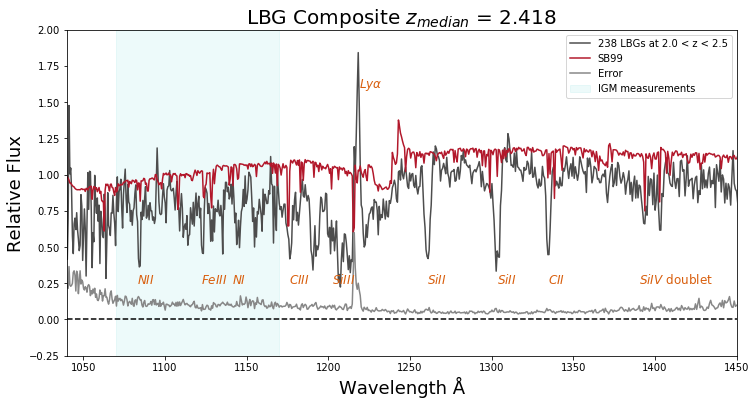 LBG Composite z_median = 2.418
2.00
1.75
1.50
1.25
1.00
0.75
0.50
0.25
0.00
−0.25
Relative Flux
238 LBGs at 2.0 < z < 2.5
SB99
Error
IGM measurements
Lyα
NII
FeIII
NI
CIII
SiIII
SiII
SiII
CII
SiIV doublet
1050
1100
1150
1200
1250
1300
1350
1400
1450
Wavelength Å